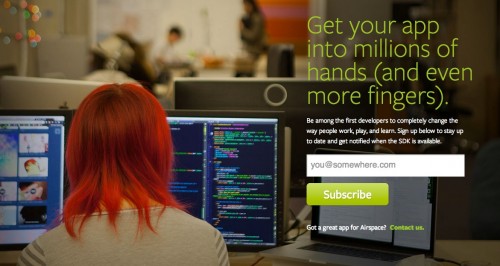 Get your app
into millions of
hands (and even
more fingers).
Be among the first developers to completely change the
way people work, play, and learn. Sign up below to stay up
to date and get notified when the SDK is available.
you@somewhere.com
Subscribe
Got a great app for Airspace? Contact us.